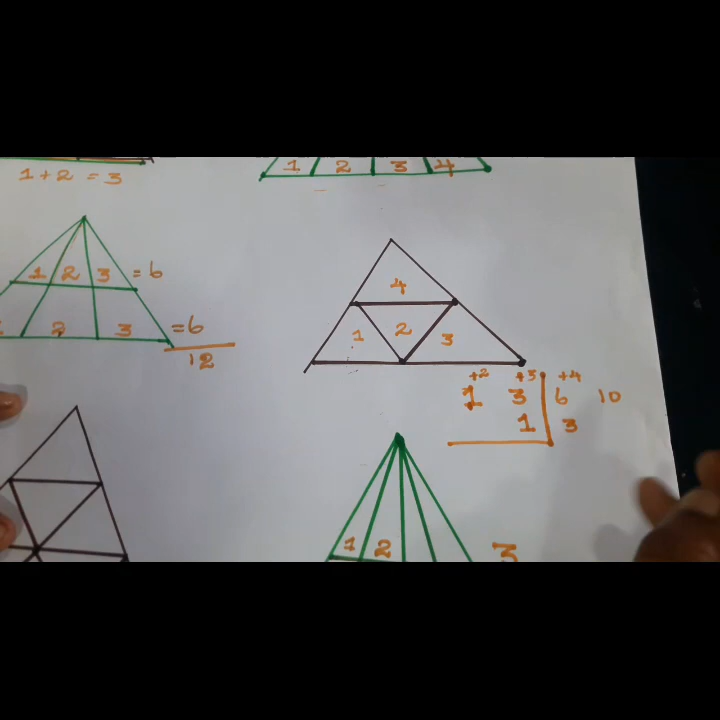 1 + 2 = 3
1 2 3 4
1 2 3 = 6
2 3 = 6
12
4
1 2 3
+2 +3 +4
1 3 6 10
1 3
1 2
3